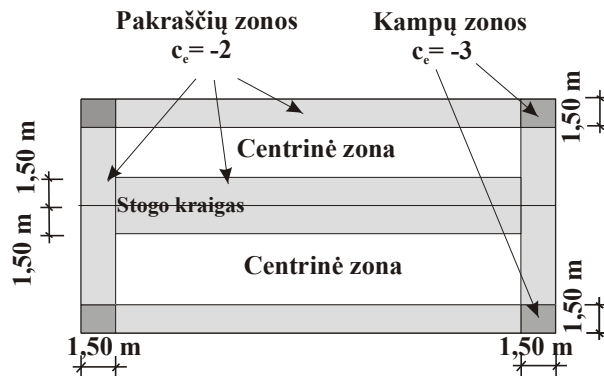 Pakraščių zonos
cₑ= -2
Kampų zonos
cₑ= -3
1,50 m
Centrinė zona
1,50 m
Stogo kraigas
1,50 m
Centrinė zona
1,50 m
1,50 m
1,50 m